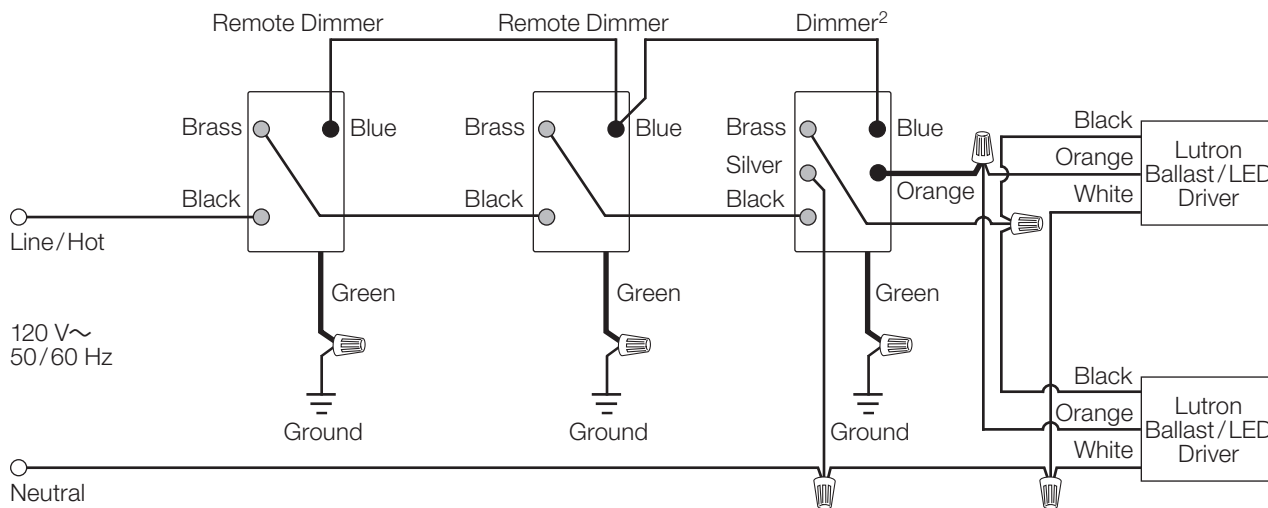 Remote Dimmer
Remote Dimmer
Dimmer²
Brass
Blue
Brass
Blue
Brass
Blue
Silver
Black
Black
Black
Orange
Line/Hot
Green
Green
Green
120 V~
50/60 Hz
Ground
Ground
Ground
Neutral
Black
Orange
White
Lutron
Ballast/LED
Driver
Black
Orange
White
Lutron
Ballast/LED
Driver